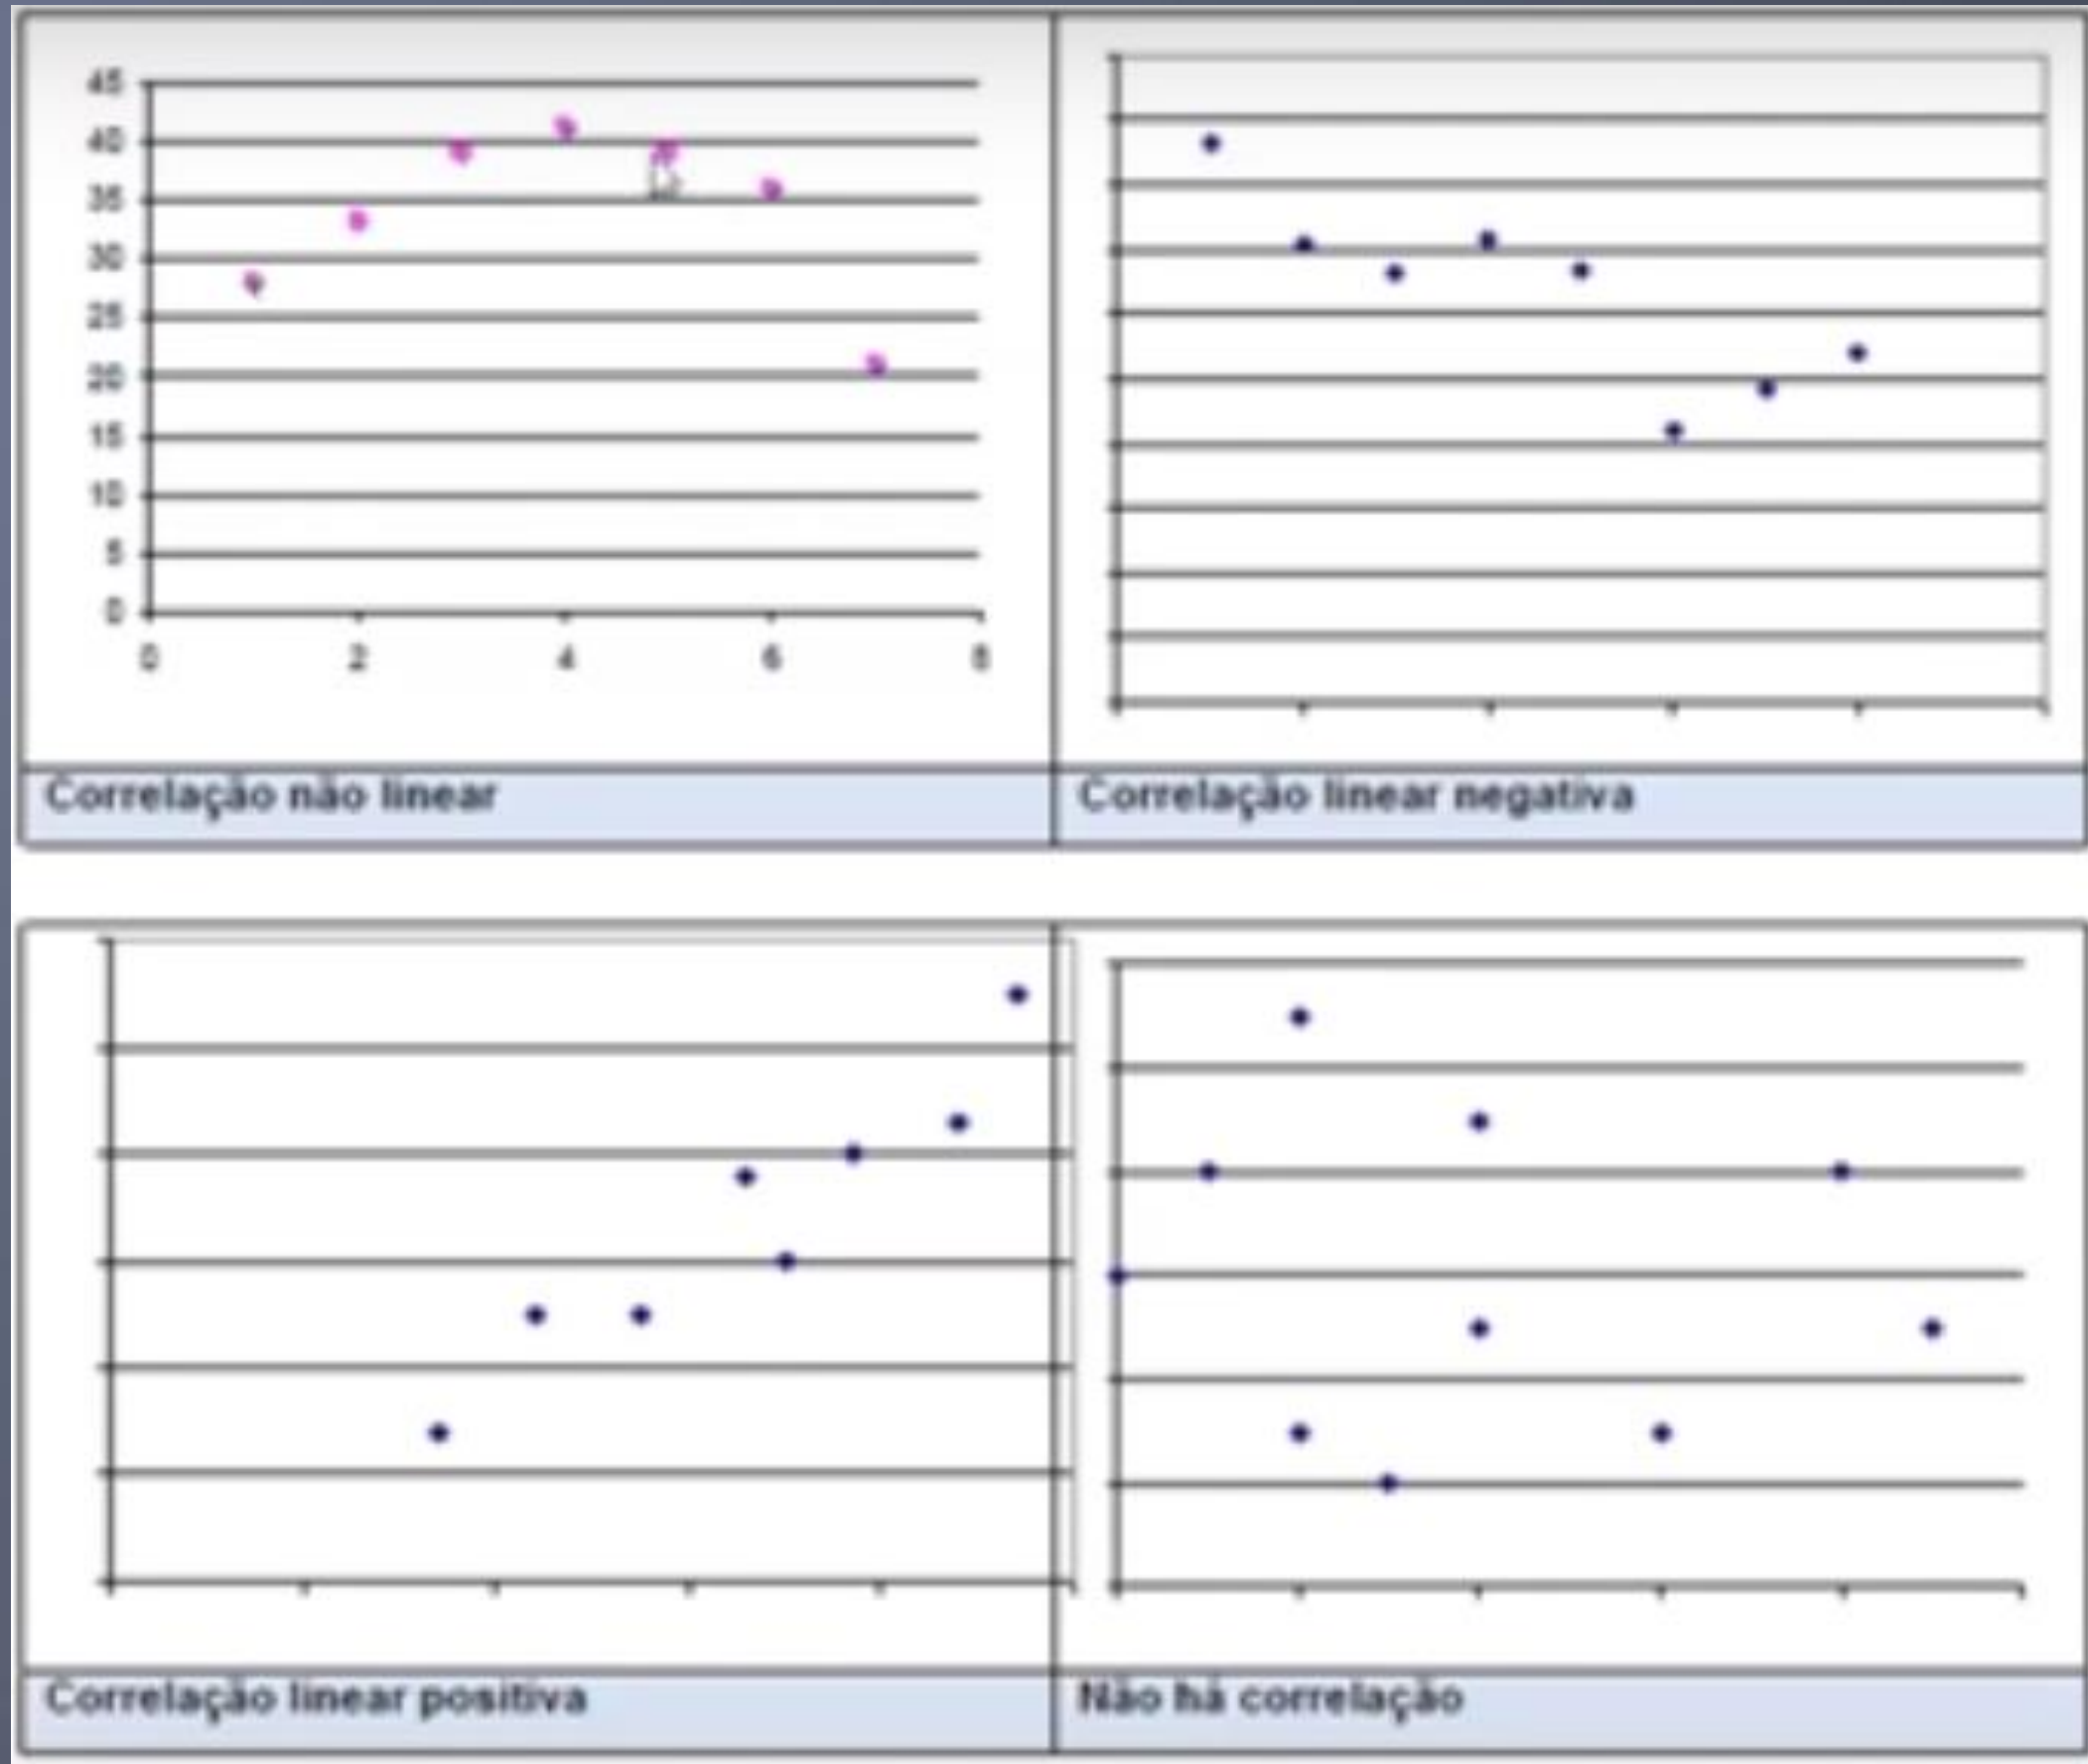 45
40
35
30
25
20
15
10
5
0
0 2 4 6 8
Correlação não linear
Correlação linear negativa
Correlação linear positiva
Não há correlação